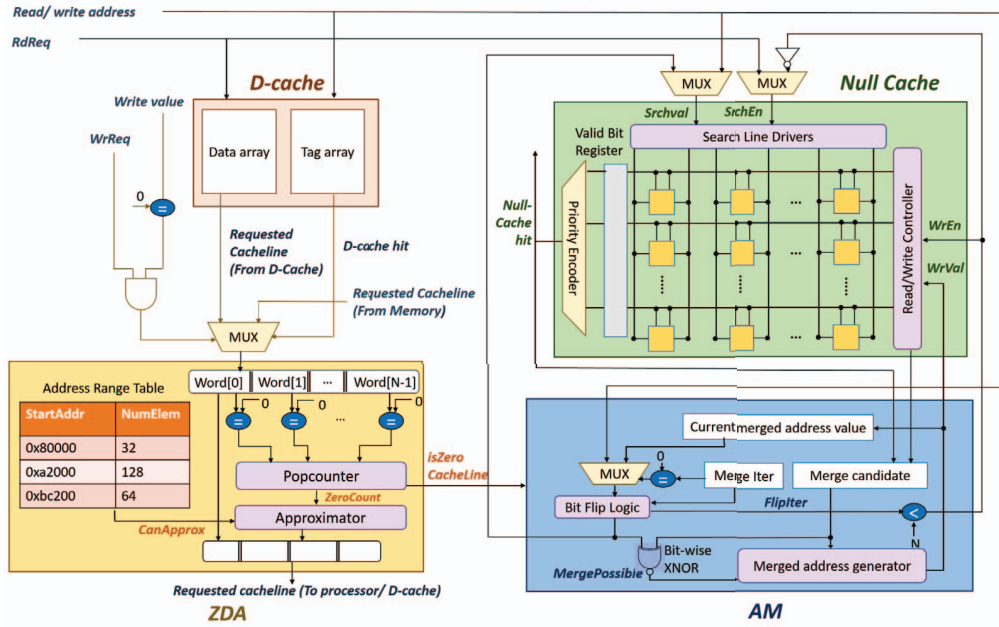 Read/ write address
RdReq
D-cache
Write value
WrReq
0
=
Data array
Tag array
Requested
Cacheline
(From D-Cache)
D-cache hit
Requested Cacheline
(From Memory)
MUX
Address Range Table
StartAddr
NumElem
0x80000
32
0xa2000
128
0xbc200
64
Word[0]
Word[1]
...
Word[N-1]
0
0
0
=
=
...
=
Popcounter
isZero
CacheLine
ZeroCount
Approximator
CanApprox
Requested cacheline (To processor/ D-cache)
ZDA
MUX
MUX
Null Cache
Srchval
SrchEn
Search Line Drivers
Valid Bit
Register
Null-
Cache
hit
Priority Encoder
...
...
...
Read/Write Controller
WrEn
WrVal
Current merged address value
MUX
0
=
Merge Iter
Merge candidate
Bit Flip Logic
FlipIter
<
N
Bit-wise
XNOR
MergePossible
Merged address generator
AM